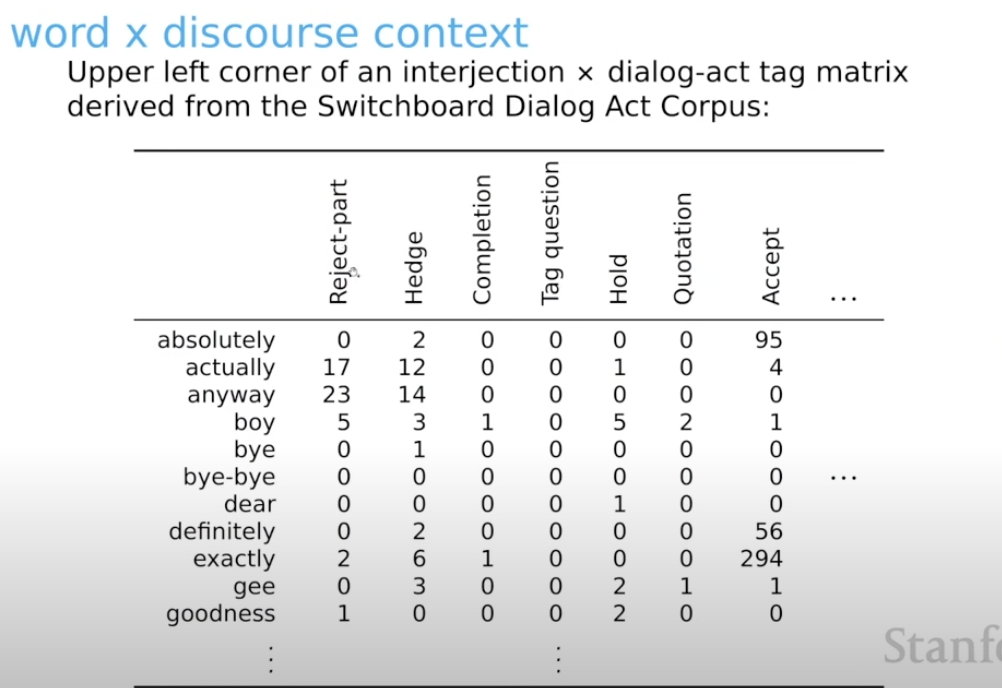 word x discourse context
Upper left corner of an interjection × dialog-act tag matrix
derived from the Switchboard Dialog Act Corpus:
Reject-part Hedge Completion Tag question Hold Quotation Accept ...
absolutely 0 2 0 0 0 0 95
actually 17 12 0 0 1 0 4
anyway 23 14 0 0 0 0 0
boy 5 3 1 0 5 2 1
bye 0 1 0 0 0 0 0
bye-bye 0 0 0 0 0 0 0 ...
dear 0 0 0 0 1 0 0
definitely 0 2 0 0 0 0 56
exactly 2 6 1 0 0 0 294
gee 0 3 0 0 2 1 1
goodness 1 0 0 0 2 0 0
⋮ ⋮